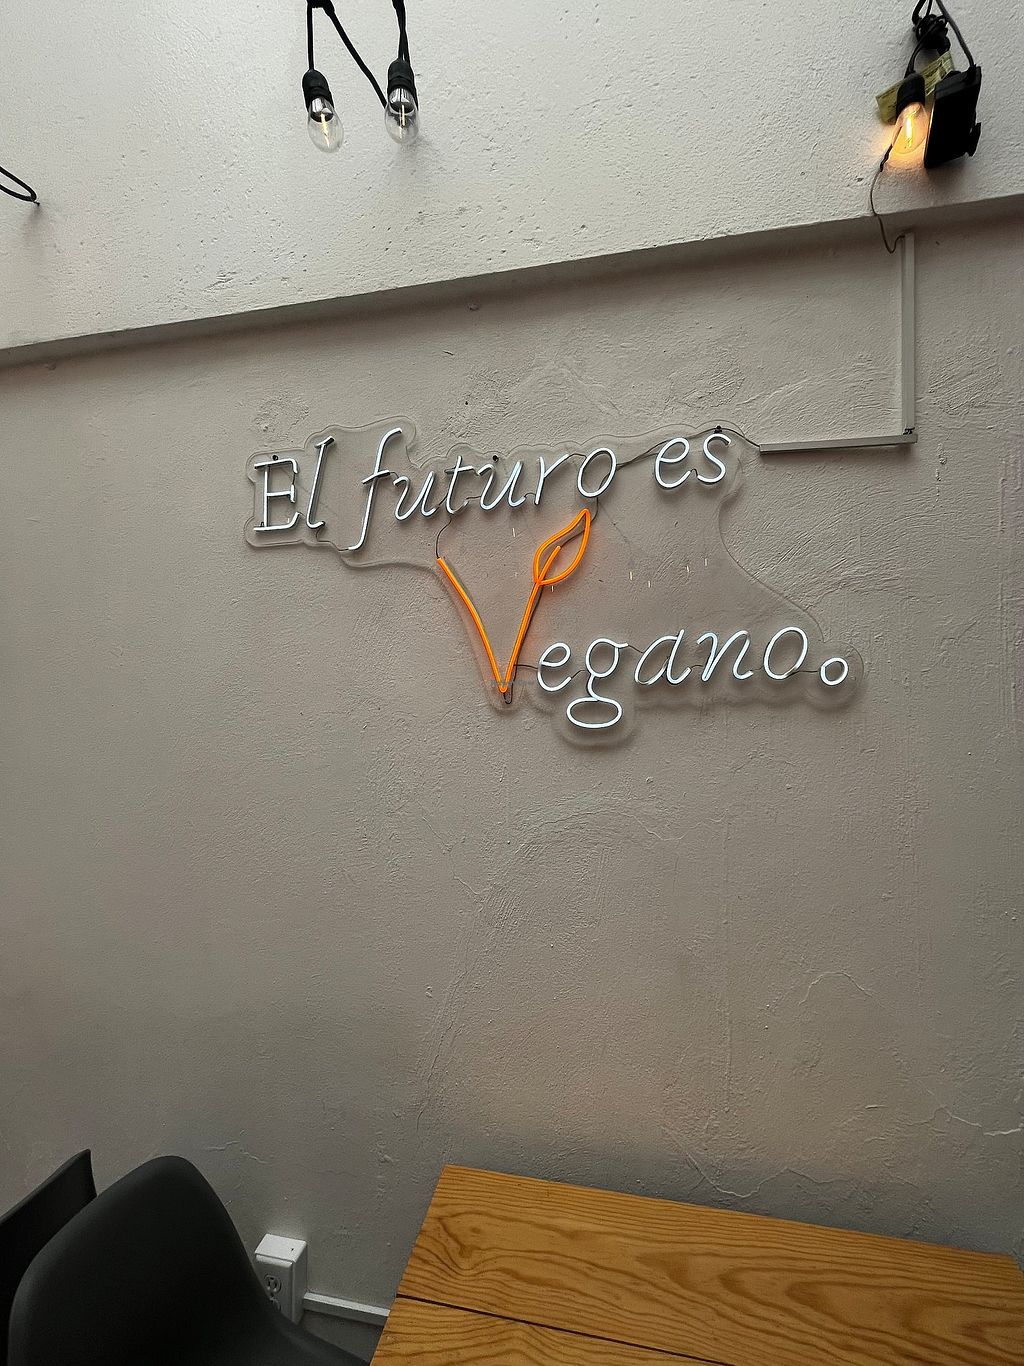 El futuro es
Vegano.